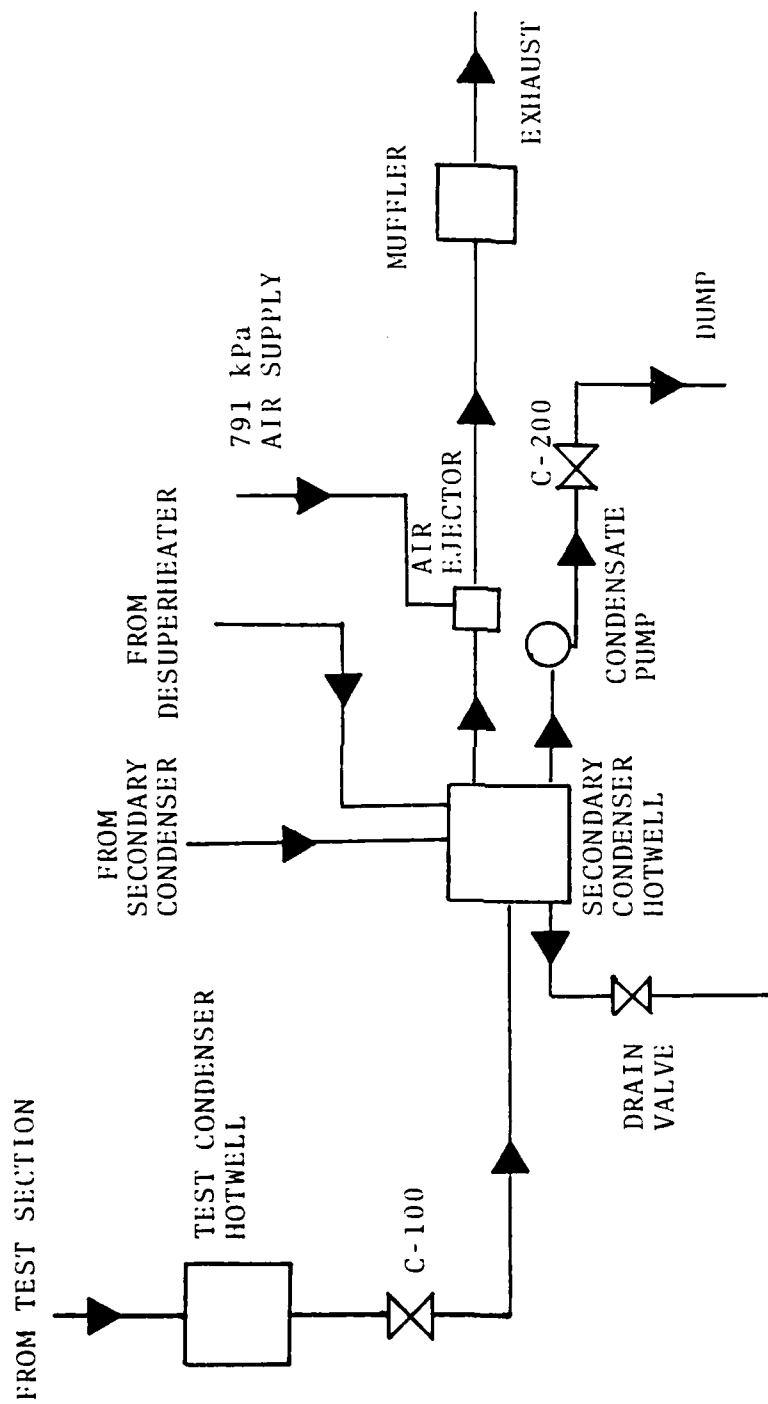 FROM TEST SECTION
TEST CONDENSER
HOTWELL
C-100
FROM
SECONDARY
CONDENSER
FROM
DESUPERHEATER
791 kPa
AIR SUPPLY
AIR
EJECTOR
MUFFLER
EXHAUST
C-200
DUMP
CONDENSATE
PUMP
SECONDARY
CONDENSER
HOTWELL
DRAIN
VALVE